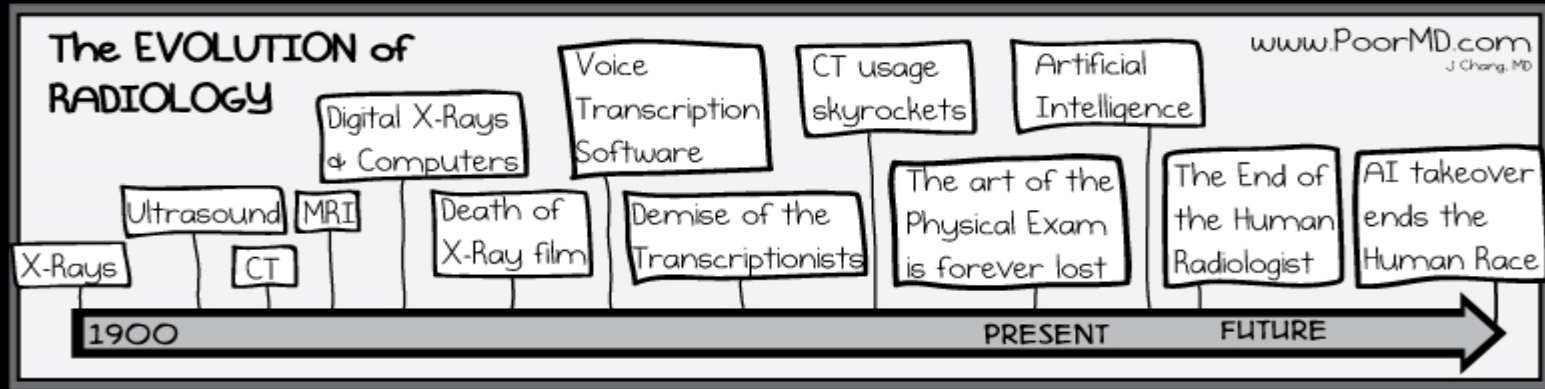 The EVOLUTION of
RADIOLOGY
www.PoorMD.com
J Chang, MD
X-Rays
Ultrasound
CT
MRI
Digital X-Rays
& Computers
Death of
X-Ray film
Voice
Transcription
Software
Demise of the
Transcriptionists
CT usage
skyrockets
The art of the
Physical Exam
is forever lost
Artificial
Intelligence
The End of
the Human
Radiologist
AI takeover
ends the
Human Race
1900
PRESENT
FUTURE